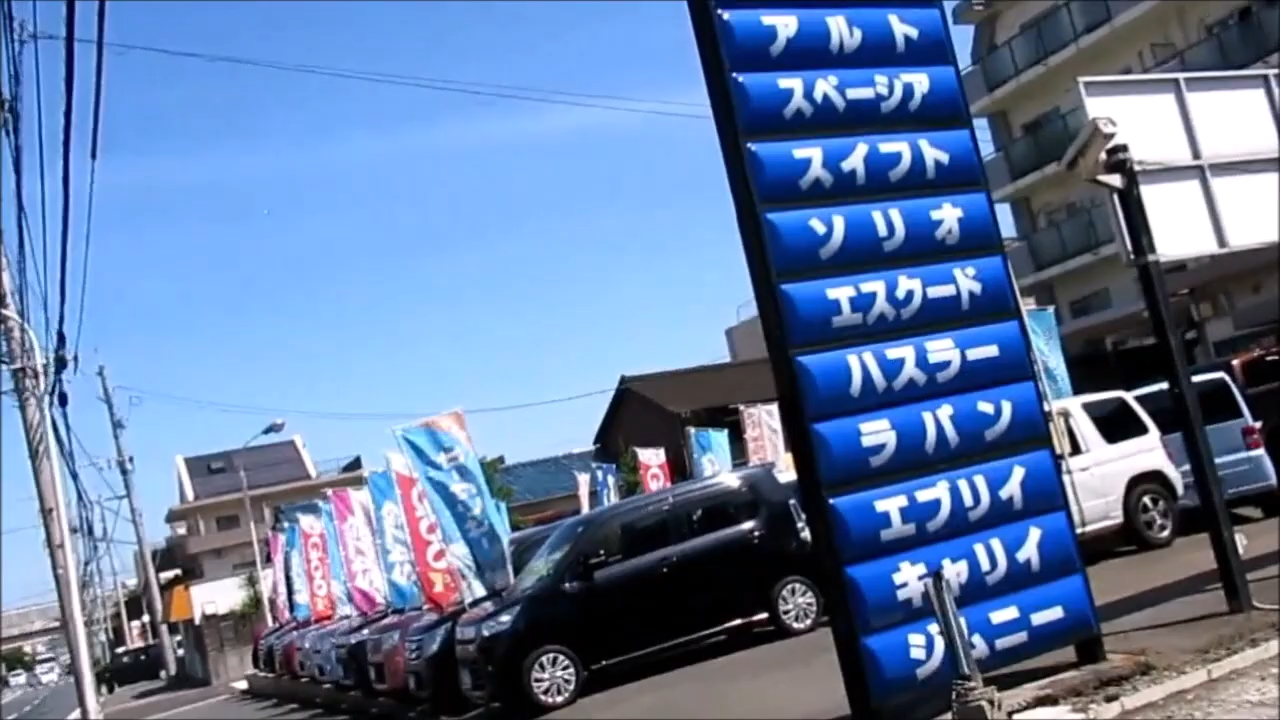 アルト
スペーシア
スイフト
ソリオ
エスクード
ハスラー
ラパン
エブリイ
キャリイ
ジムニー
Goo
Goo